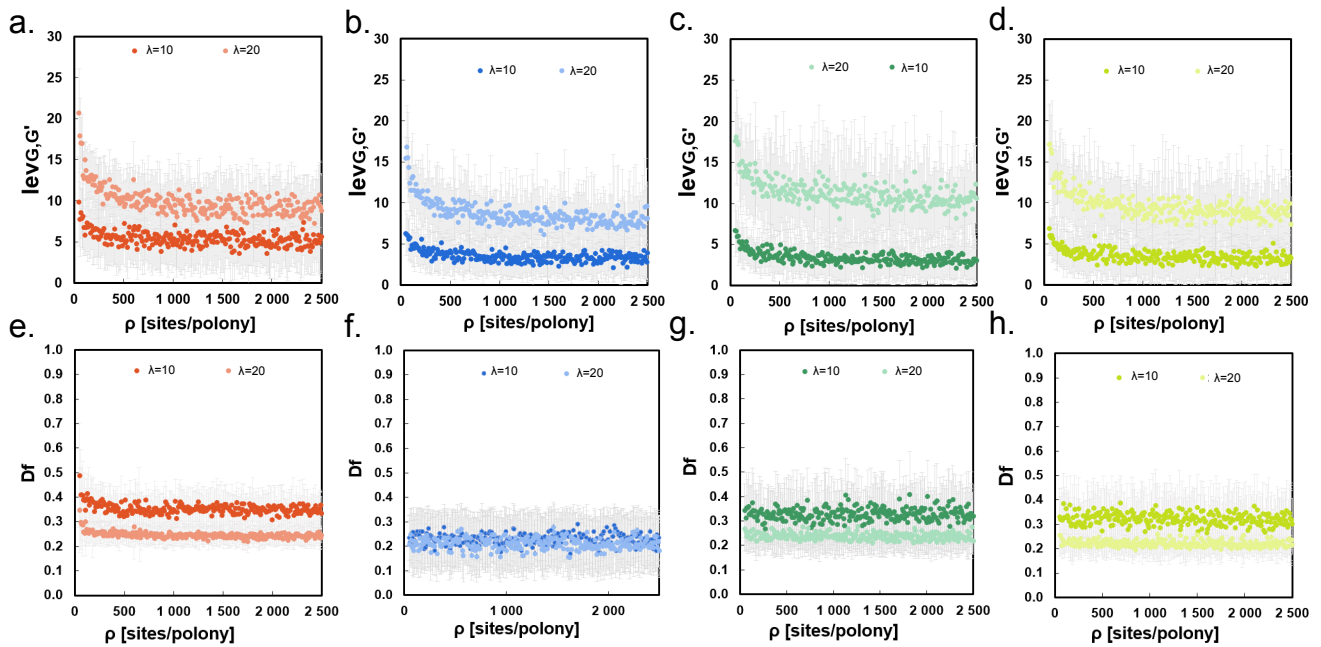 a.
30
25
20
15
10
5
0
levG,G'
λ=10 λ=20
0 500 1 000 1 500 2 000 2 500
ρ [sites/polony]
b.
30
25
20
15
10
5
0
levG,G'
λ=10 λ=20
0 500 1 000 1 500 2 000 2 500
ρ [sites/polony]
c.
30
25
20
15
10
5
0
levG,G'
λ=20 λ=10
0 500 1 000 1 500 2 000 2 500
ρ [sites/polony]
d.
30
25
20
15
10
5
0
levG,G'
λ=10 λ=20
0 500 1 000 1 500 2 000 2 500
ρ [sites/polony]
e.
1.0
0.9
0.8
0.7
0.6
0.5
0.4
0.3
0.2
0.1
0.0
Df
λ=10 λ=20
0 500 1 000 1 500 2 000 2 500
ρ [sites/polony]
f.
1.0
0.9
0.8
0.7
0.6
0.5
0.4
0.3
0.2
0.1
0.0
Df
λ=10 λ=20
0 1 000 2 000
ρ [sites/polony]
g.
1.0
0.9
0.8
0.7
0.6
0.5
0.4
0.3
0.2
0.1
0.0
Df
λ=10 λ=20
0 500 1 000 1 500 2 000 2 500
ρ [sites/polony]
h.
1.0
0.9
0.8
0.7
0.6
0.5
0.4
0.3
0.2
0.1
0.0
Df
λ=10 λ=20
0 500 1 000 1 500 2 000 2 500
ρ [sites/polony]